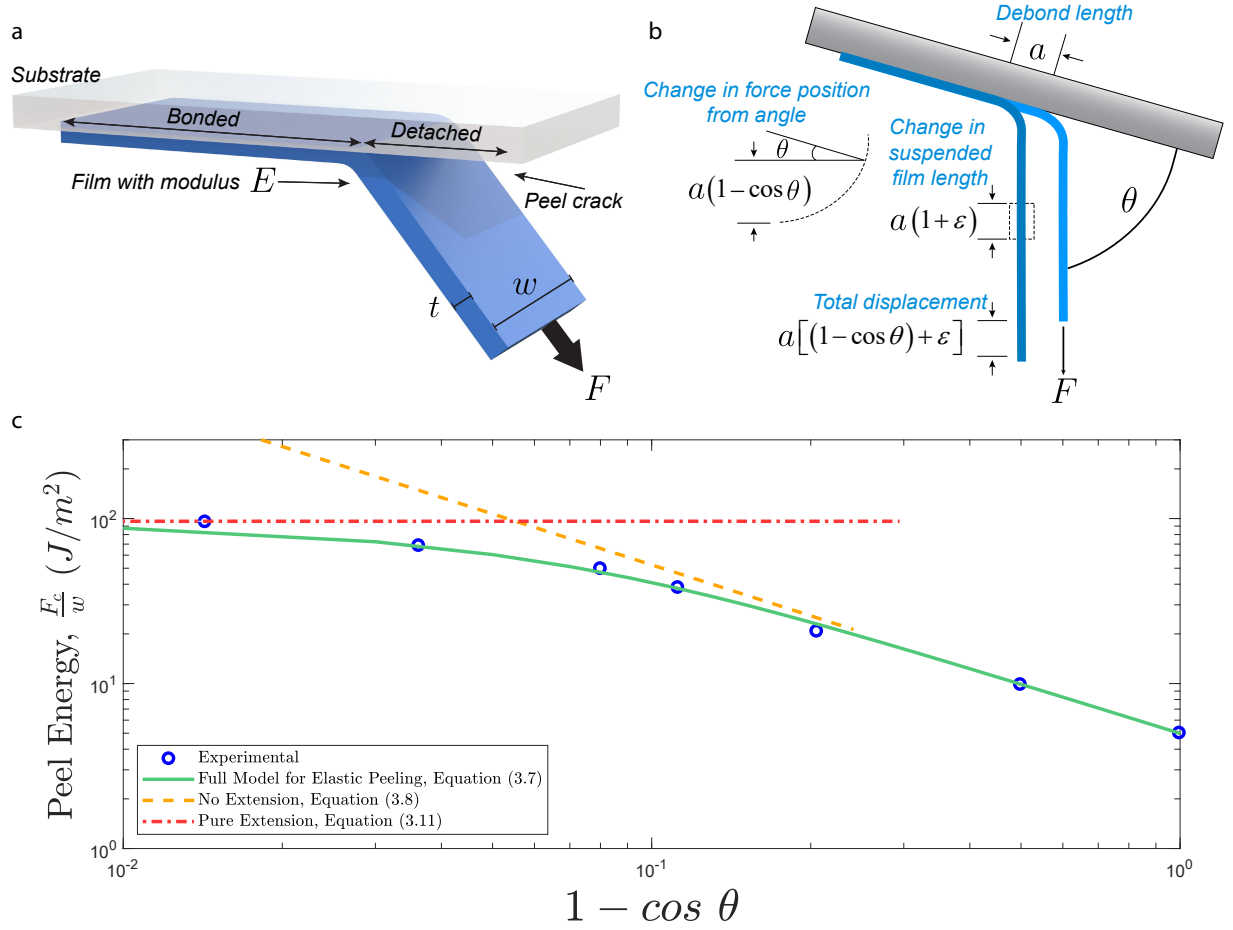 a
Substrate
Bonded
Detached
Film with modulus E
Peel crack
t
w
F
b
Debond length
a
Change in force position
from angle
θ
a(1−cosθ)
Change in
suspended
film length
a(1+ε)
θ
Total displacement
a[(1−cosθ)+ε]
F
c
Peel Energy, F_c/w (J/m²)
10²
10¹
10⁰
10⁻²
10⁻¹
10⁰
Experimental
Full Model for Elastic Peeling, Equation (3.7)
No Extension, Equation (3.8)
Pure Extension, Equation (3.11)
1 − cos θ